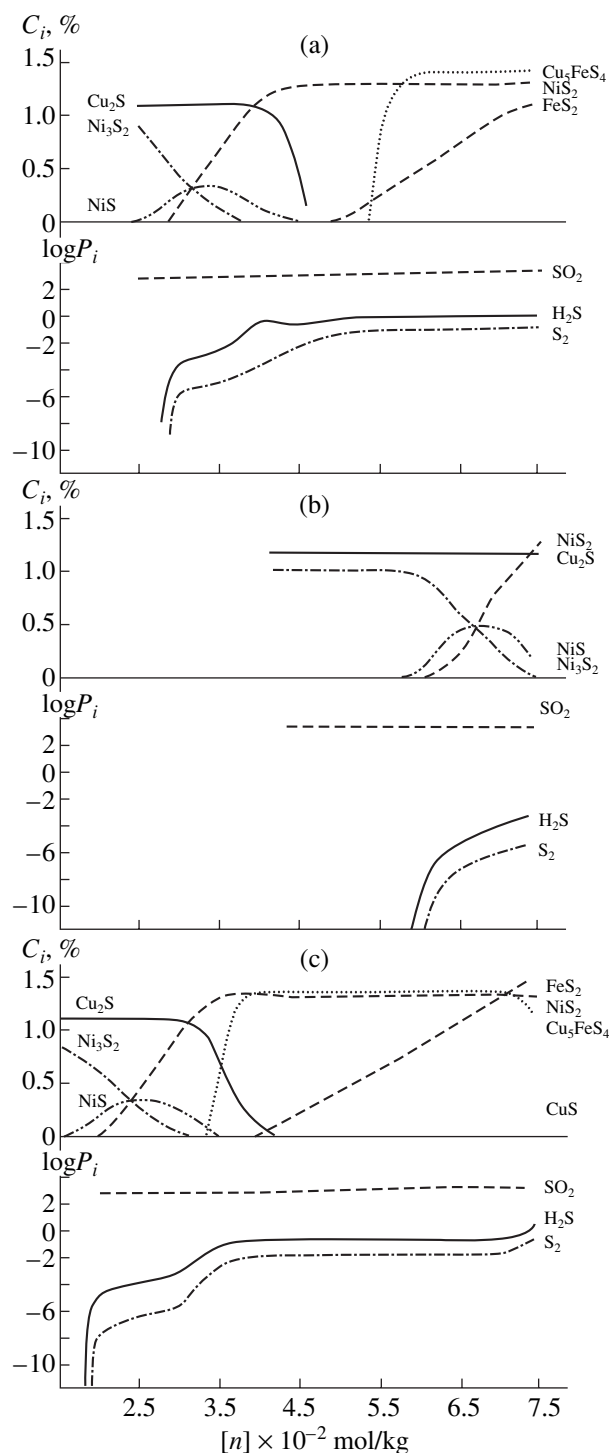 C_i, %
(a)
1.5
1.0
0.5
0
Cu₂S
Ni₃S₂
NiS
Cu₅FeS₄
NiS₂
FeS₂
logP_i
2
0
−2
−6
−10
SO₂
H₂S
S₂
C_i, %
(b)
1.5
1.0
0.5
0
NiS₂
Cu₂S
NiS
Ni₃S₂
logP_i
2
0
−2
−6
−10
SO₂
H₂S
S₂
C_i, %
(c)
1.5
1.0
0.5
0
Cu₂S
Ni₃S₂
NiS
FeS₂
NiS₂
Cu₅FeS₄
CuS
logP_i
2
0
−2
−6
−10
SO₂
H₂S
S₂
2.5 3.5 4.5 5.5 6.5 7.5
[n] × 10⁻² mol/kg